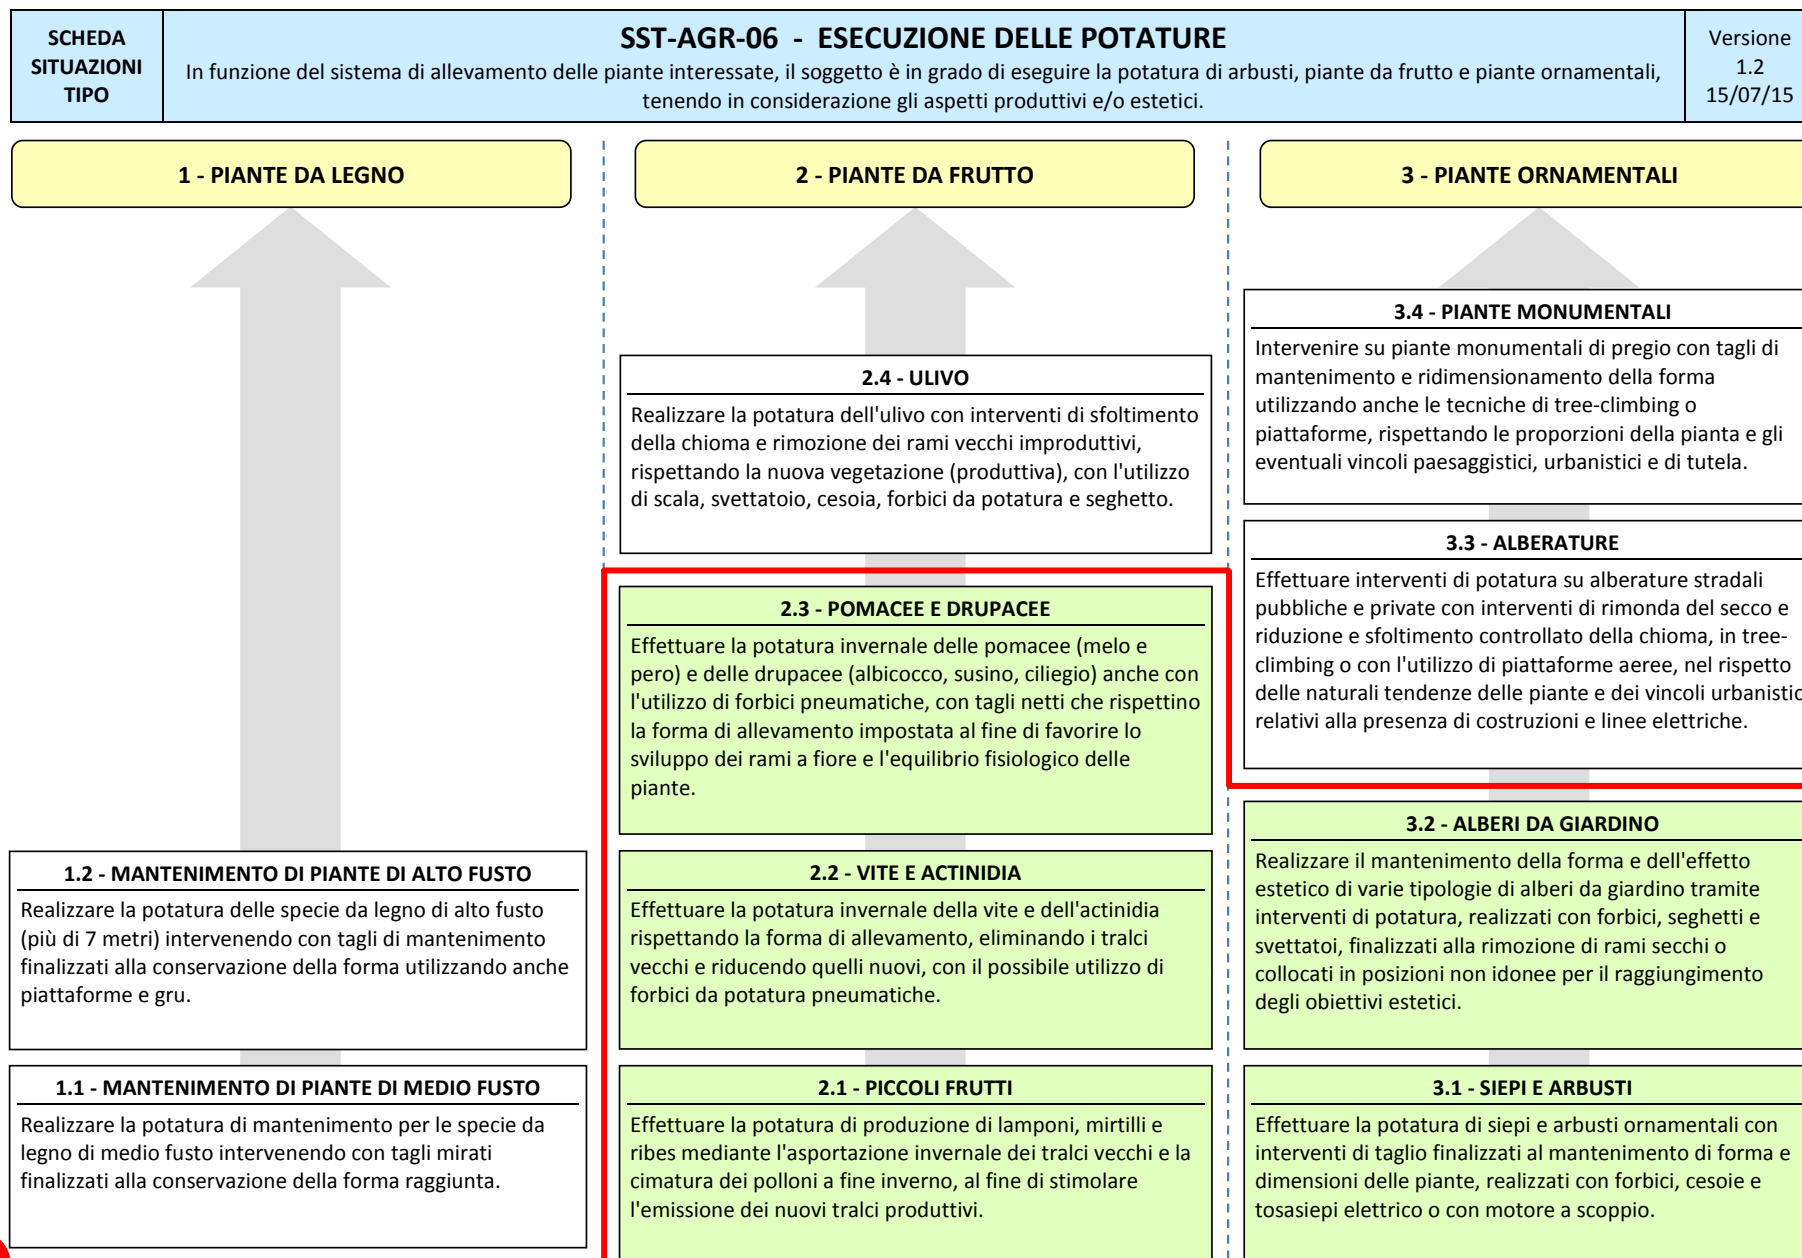 SCHEDA
SITUAZIONI
TIPO
SST-AGR-06 - ESECUZIONE DELLE POTATURE
In funzione del sistema di allevamento delle piante interessate, il soggetto è in grado di eseguire la potatura di arbusti, piante da frutto e piante ornamentali,
tenendo in considerazione gli aspetti produttivi e/o estetici.
Versione
1.2
15/07/15
1 - PIANTE DA LEGNO
1.2 - MANTENIMENTO DI PIANTE DI ALTO FUSTO
Realizzare la potatura delle specie da legno di alto fusto
(più di 7 metri) intervenendo con tagli di mantenimento
finalizzati alla conservazione della forma utilizzando anche
piattaforme e gru.
1.1 - MANTENIMENTO DI PIANTE DI MEDIO FUSTO
Realizzare la potatura di mantenimento per le specie da
legno di medio fusto intervenendo con tagli mirati
finalizzati alla conservazione della forma raggiunta.
2 - PIANTE DA FRUTTO
2.4 - ULIVO
Realizzare la potatura dell'ulivo con interventi di sfoltimento
della chioma e rimozione dei rami vecchi improduttivi,
rispettando la nuova vegetazione (produttiva), con l'utilizzo
di scala, svettatoio, cesoia, forbici da potatura e seghetto.
2.3 - POMACEE E DRUPACEE
Effettuare la potatura invernale delle pomacee (melo e
pero) e delle drupacee (albicocco, susino, ciliegio) anche con
l'utilizzo di forbici pneumatiche, con tagli netti che rispettino
la forma di allevamento impostata al fine di favorire lo
sviluppo dei rami a fiore e l'equilibrio fisiologico delle
piante.
2.2 - VITE E ACTINIDIA
Effettuare la potatura invernale della vite e dell'actinidia
rispettando la forma di allevamento, eliminando i tralci
vecchi e riducendo quelli nuovi, con il possibile utilizzo di
forbici da potatura pneumatiche.
2.1 - PICCOLI FRUTTI
Effettuare la potatura di produzione di lamponi, mirtilli e
ribes mediante l'asportazione invernale dei tralci vecchi e la
cimatura dei polloni a fine inverno, al fine di stimolare
l'emissione dei nuovi tralci produttivi.
3 - PIANTE ORNAMENTALI
3.4 - PIANTE MONUMENTALI
Intervenire su piante monumentali di pregio con tagli di
mantenimento e ridimensionamento della forma
utilizzando anche le tecniche di tree-climbing o
piattaforme, rispettando le proporzioni della pianta e gli
eventuali vincoli paesaggistici, urbanistici e di tutela.
3.3 - ALBERATURE
Effettuare interventi di potatura su alberature stradali
pubbliche e private con interventi di rimonda del secco e
riduzione e sfoltimento controllato della chioma, in tree-
climbing o con l'utilizzo di piattaforme aeree, nel rispetto
delle naturali tendenze delle piante e dei vincoli urbanistic
relativi alla presenza di costruzioni e linee elettriche.
3.2 - ALBERI DA GIARDINO
Realizzare il mantenimento della forma e dell'effetto
estetico di varie tipologie di alberi da giardino tramite
interventi di potatura, realizzati con forbici, seghetti e
svettatoi, finalizzati alla rimozione di rami secchi o
collocati in posizioni non idonee per il raggiungimento
degli obiettivi estetici.
3.1 - SIEPI E ARBUSTI
Effettuare la potatura di siepi e arbusti ornamentali con
interventi di taglio finalizzati al mantenimento di forma e
dimensioni delle piante, realizzati con forbici, cesoie e
tosasiepi elettrico o con motore a scoppio.